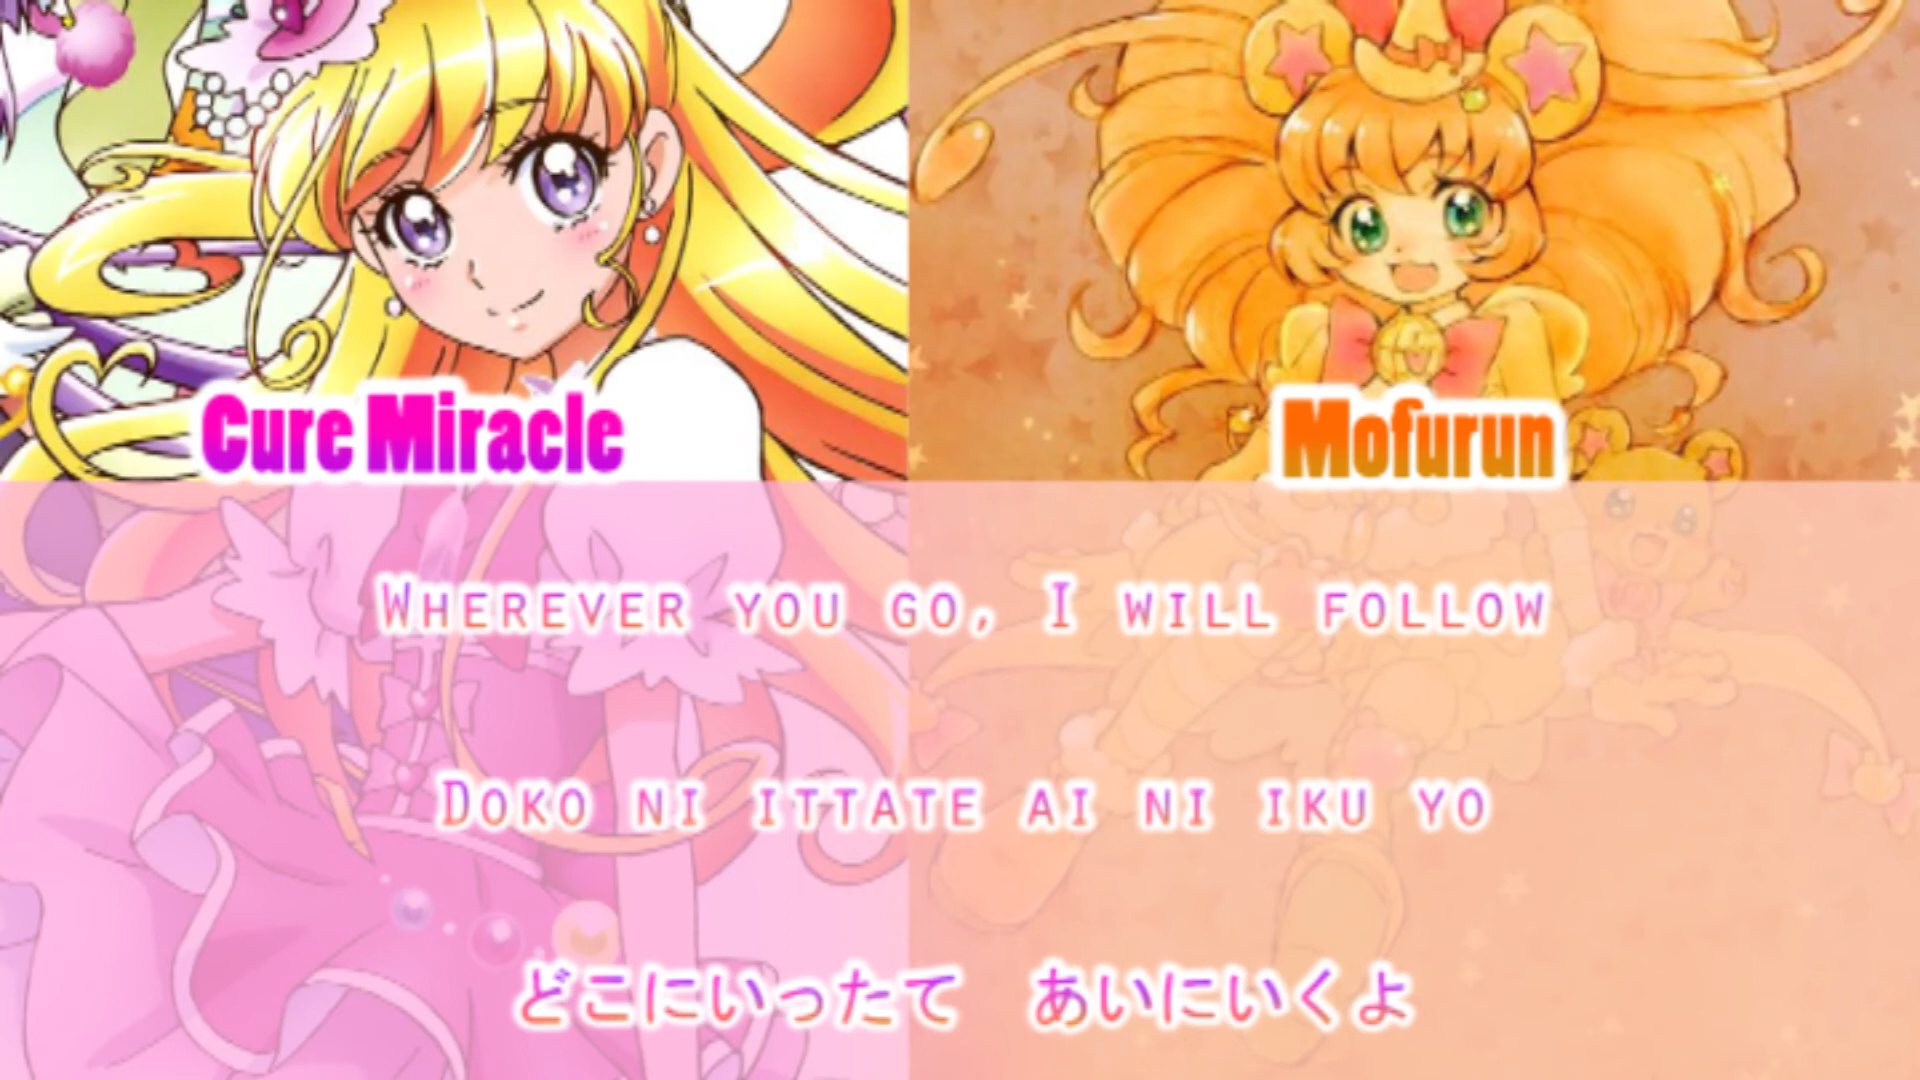 Cure Miracle
Mofurun
Wherever you go, I will follow
Doko ni ittate ai ni iku yo
どこにいったて　あいにいくよ